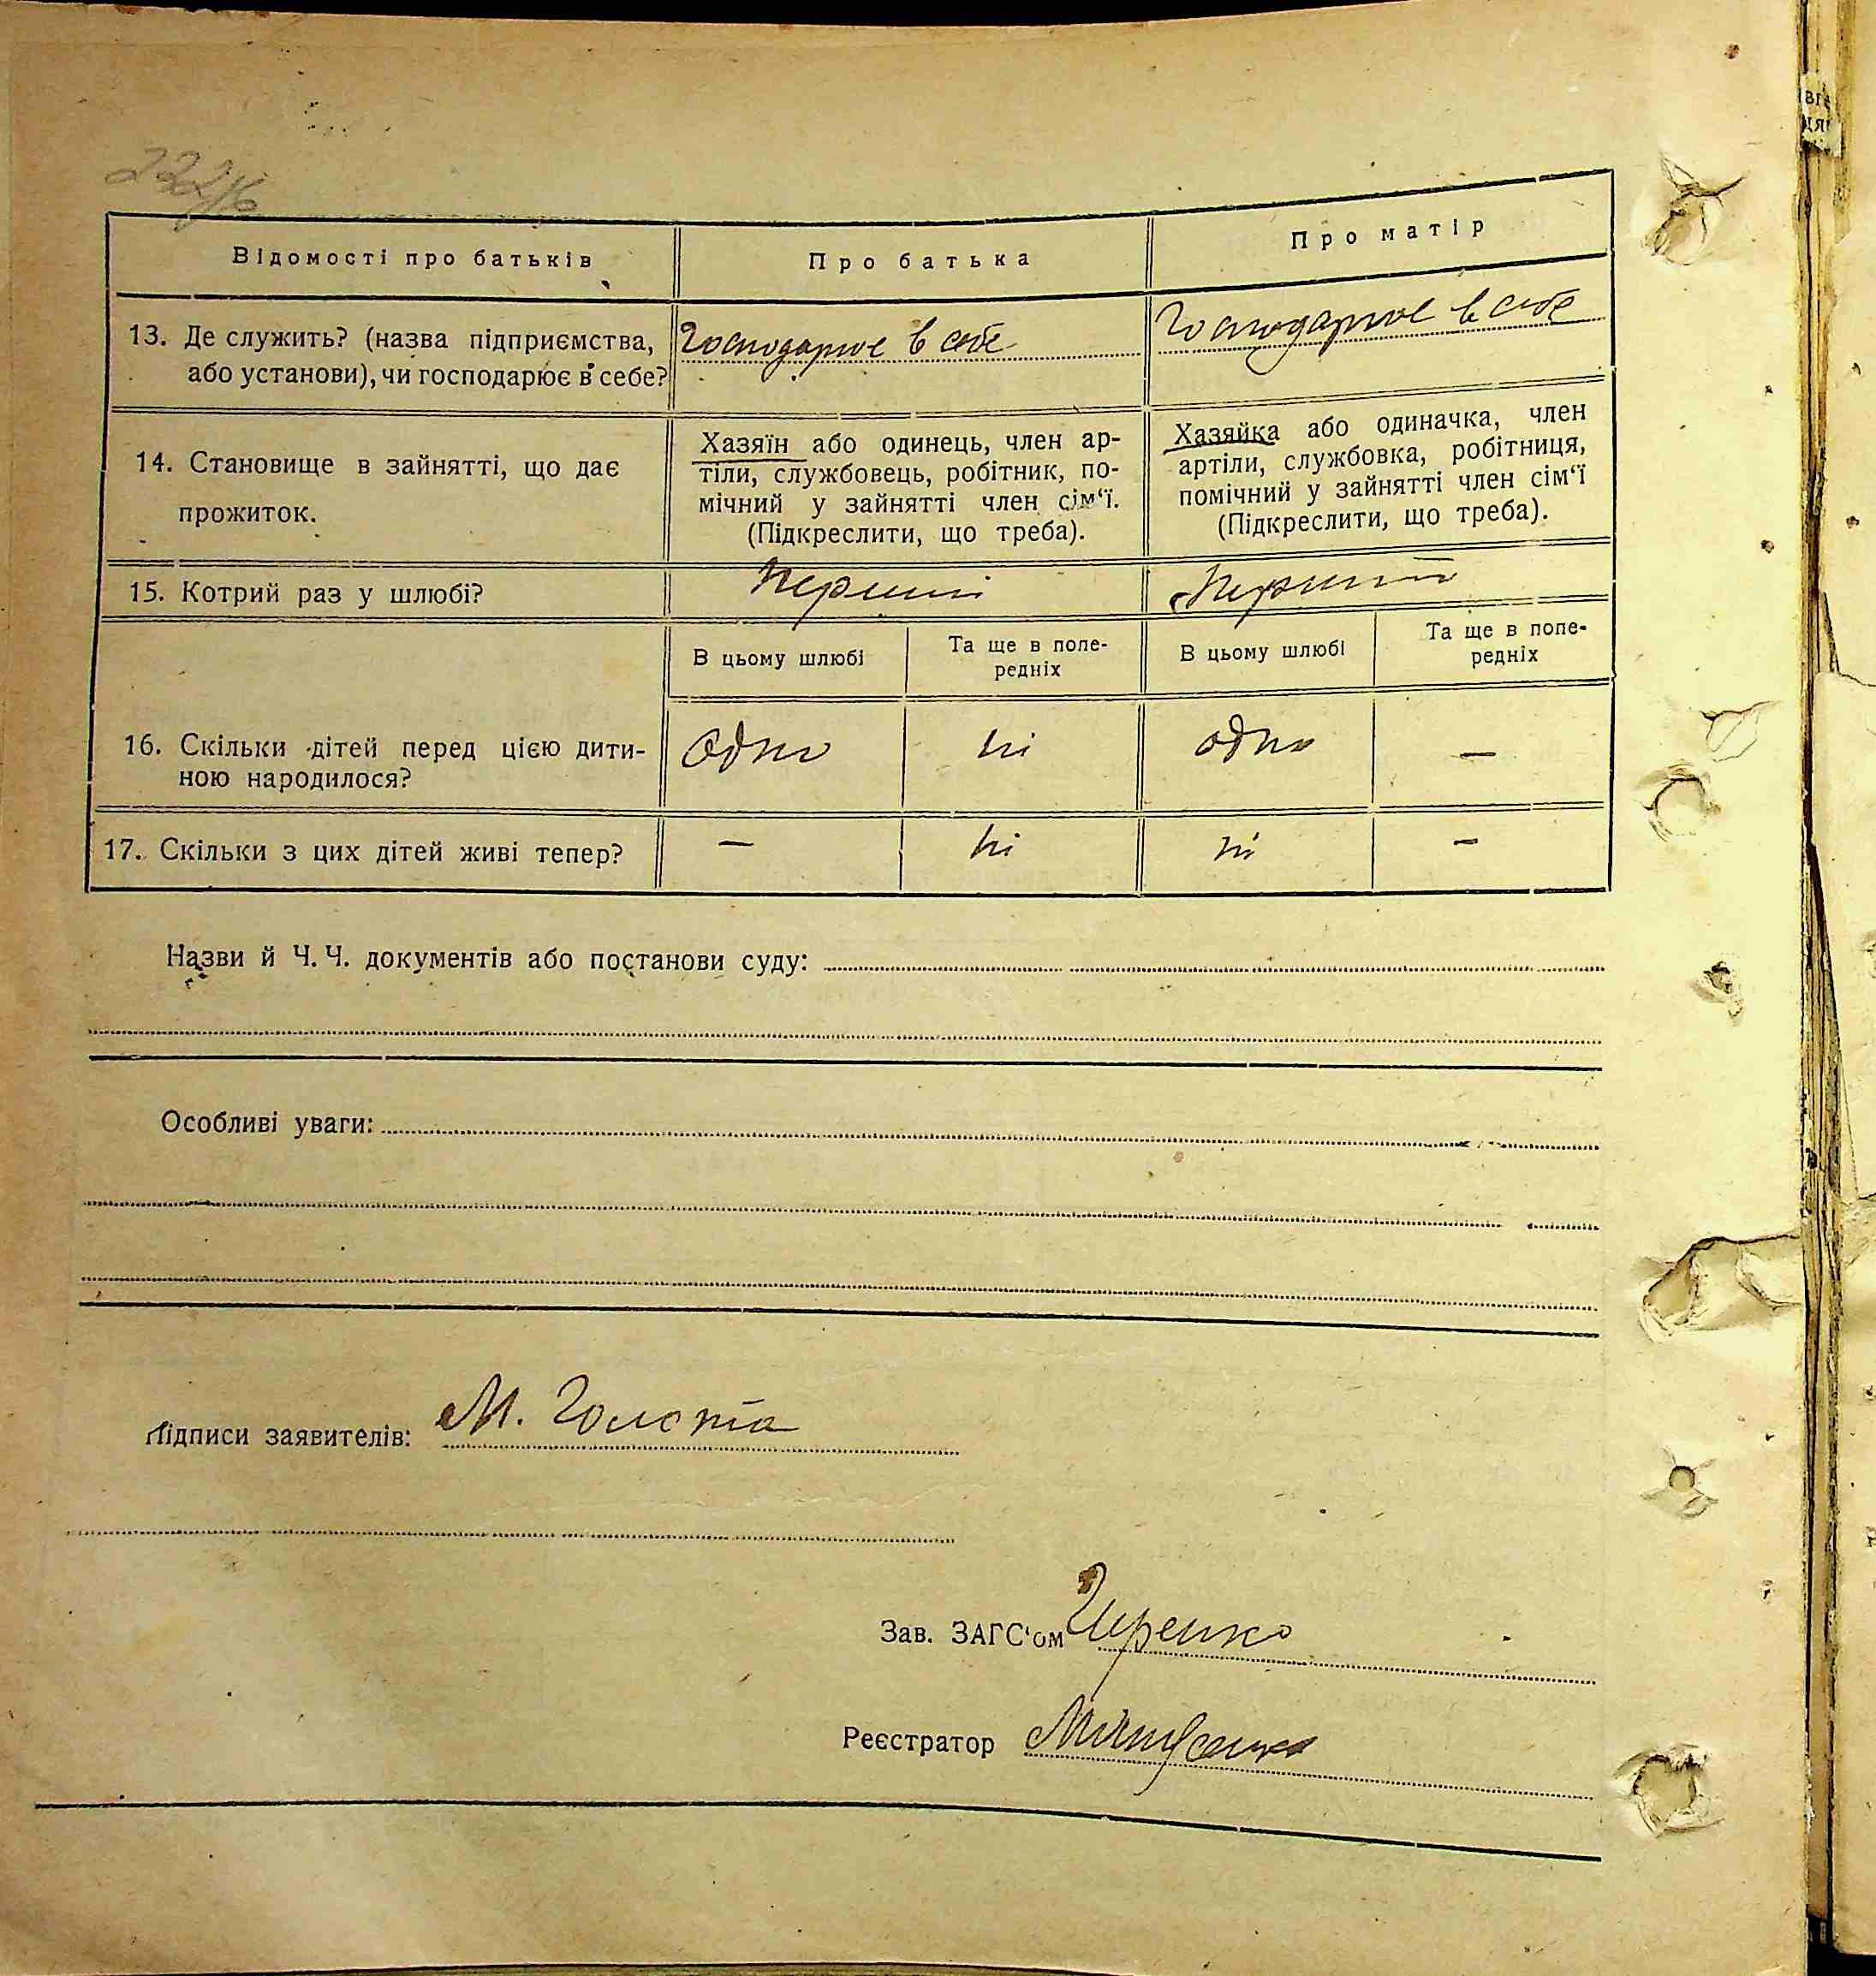 Відомості про батьків
Про батька
Про матір
13. Де служить? (назва підприємства,
або установи), чи господарює в себе?
Господарює в себе
Господарює в себе
14. Становище в зайнятті, що дає
прожиток.
Хазяїн або одинець, член ар-
тіли, службовець, робітник, по-
мічний у зайнятті член сім‘ї.
(Підкреслити, що треба).
Хазяйка або одиначка, член
артіли, службовка, робітниця,
помічний у зайнятті член сім‘ї
(Підкреслити, що треба).
15. Котрий раз у шлюбі?
Перший
Перший
В цьому шлюбі
Та ще в попе-
редніх
В цьому шлюбі
Та ще в попе-
редніх
16. Скільки дітей перед цією дити-
ною народилося?
одно
ні
одно
—
17. Скільки з цих дітей живі тепер?
—
ні
ні
—
Назви й Ч. Ч. документів або постанови суду:
Особливі уваги:
Підписи заявителів: М. Голота
Зав. ЗАГС‘ом
Реєстратор